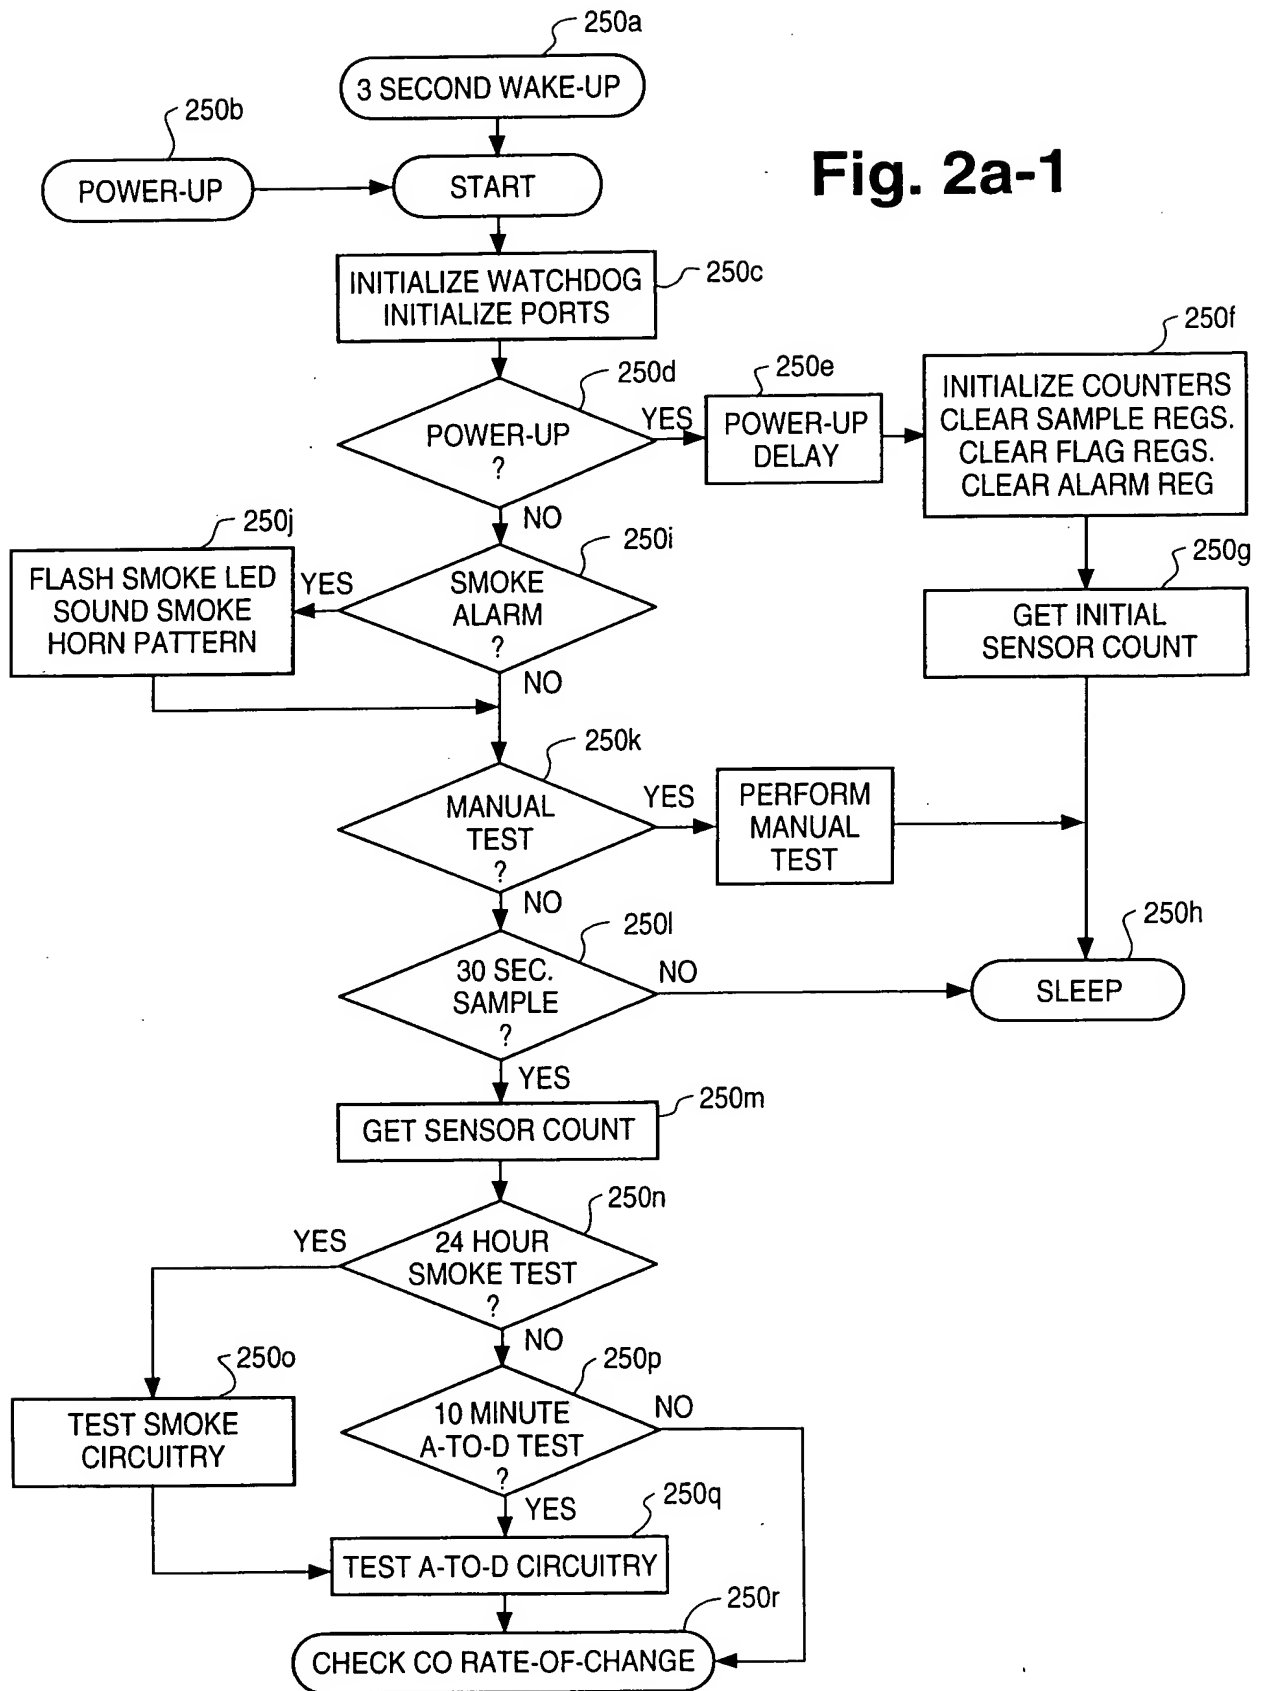 250a
3 SECOND WAKE-UP
250b
POWER-UP
START
Fig. 2a-1
INITIALIZE WATCHDOG
INITIALIZE PORTS
250c
250d
POWER-UP
?
YES
NO
250e
POWER-UP
DELAY
250f
INITIALIZE COUNTERS
CLEAR SAMPLE REGS.
CLEAR FLAG REGS.
CLEAR ALARM REG
250g
GET INITIAL
SENSOR COUNT
250j
FLASH SMOKE LED
SOUND SMOKE
HORN PATTERN
YES
250i
SMOKE
ALARM
?
NO
250k
MANUAL
TEST
?
YES
NO
PERFORM
MANUAL
TEST
250l
30 SEC.
SAMPLE
?
NO
YES
250h
SLEEP
250m
GET SENSOR COUNT
250n
24 HOUR
SMOKE TEST
?
YES
NO
250o
TEST SMOKE
CIRCUITRY
250p
10 MINUTE
A-TO-D TEST
?
NO
YES
250q
TEST A-TO-D CIRCUITRY
250r
CHECK CO RATE-OF-CHANGE